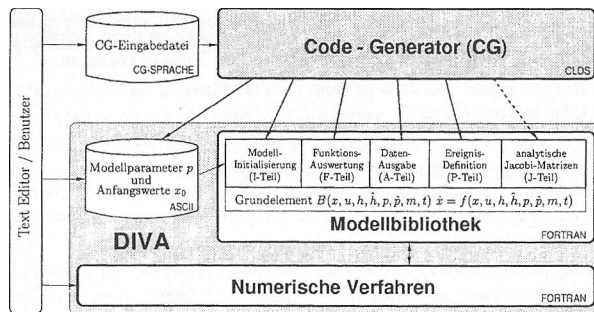 Text Editor / Benutzer
CG-Eingabedatei
CG-SPRACHE
Code - Generator (CG)
CLOS
Modellparameter p
und
Anfangswerte x₀
ASCII
Modell-
Initialisierung
(I-Teil)
Funktions-
Auswertung
(F-Teil)
Daten-
Ausgabe
(A-Teil)
Ereignis-
Definition
(P-Teil)
analytische
Jacobi-Matrizen
(J-Teil)
Grundelement B(x, u, h, ĥ, p, p̂, m, t) ẋ = f(x, u, h, ĥ, p, p̂, m, t)
Modellbibliothek
FORTRAN
DIVA
Numerische Verfahren
FORTRAN